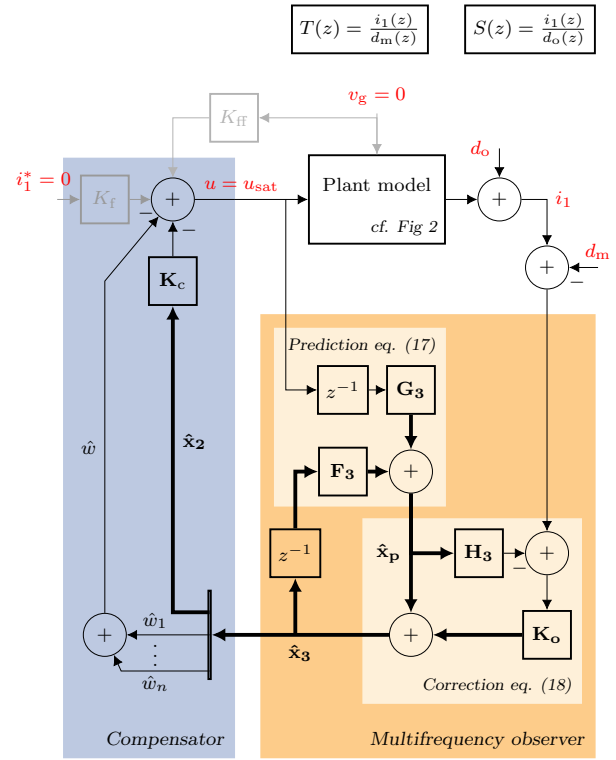 T(z) = i₁(z)/dₘ(z)
S(z) = i₁(z)/dₒ(z)
v_g = 0
K_ff
d_o
i₁* = 0
K_f
+
−
−
u = u_sat
Plant model
cf. Fig 2
+
i₁
+
d_m
−
K_c
Prediction eq. (17)
z⁻¹
G₃
ŵ
x̂₂
F₃
+
z⁻¹
x̂_p
H₃
−
+
ŵ₁
+
⋮
ŵ_n
x̂₃
+
K_o
Correction eq. (18)
Compensator
Multifrequency observer